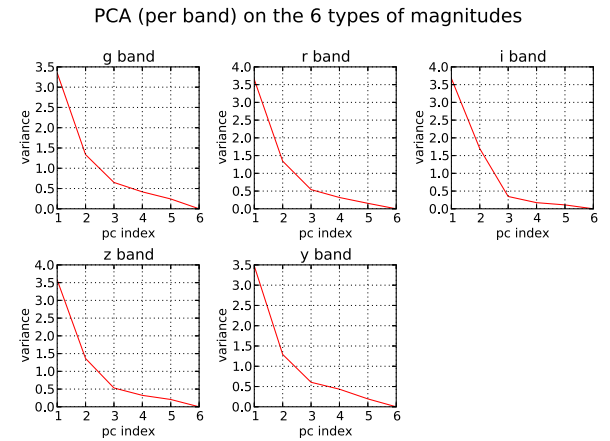 PCA (per band) on the 6 types of magnitudes
g band
3.5
3.0
2.5
2.0
1.5
1.0
0.5
0.0
variance
1 2 3 4 5 6
pc index
r band
4.0
3.5
3.0
2.5
2.0
1.5
1.0
0.5
0.0
variance
1 2 3 4 5 6
pc index
i band
4.0
3.5
3.0
2.5
2.0
1.5
1.0
0.5
0.0
variance
1 2 3 4 5 6
pc index
z band
4.0
3.5
3.0
2.5
2.0
1.5
1.0
0.5
0.0
variance
1 2 3 4 5 6
pc index
y band
3.5
3.0
2.5
2.0
1.5
1.0
0.5
0.0
variance
1 2 3 4 5 6
pc index